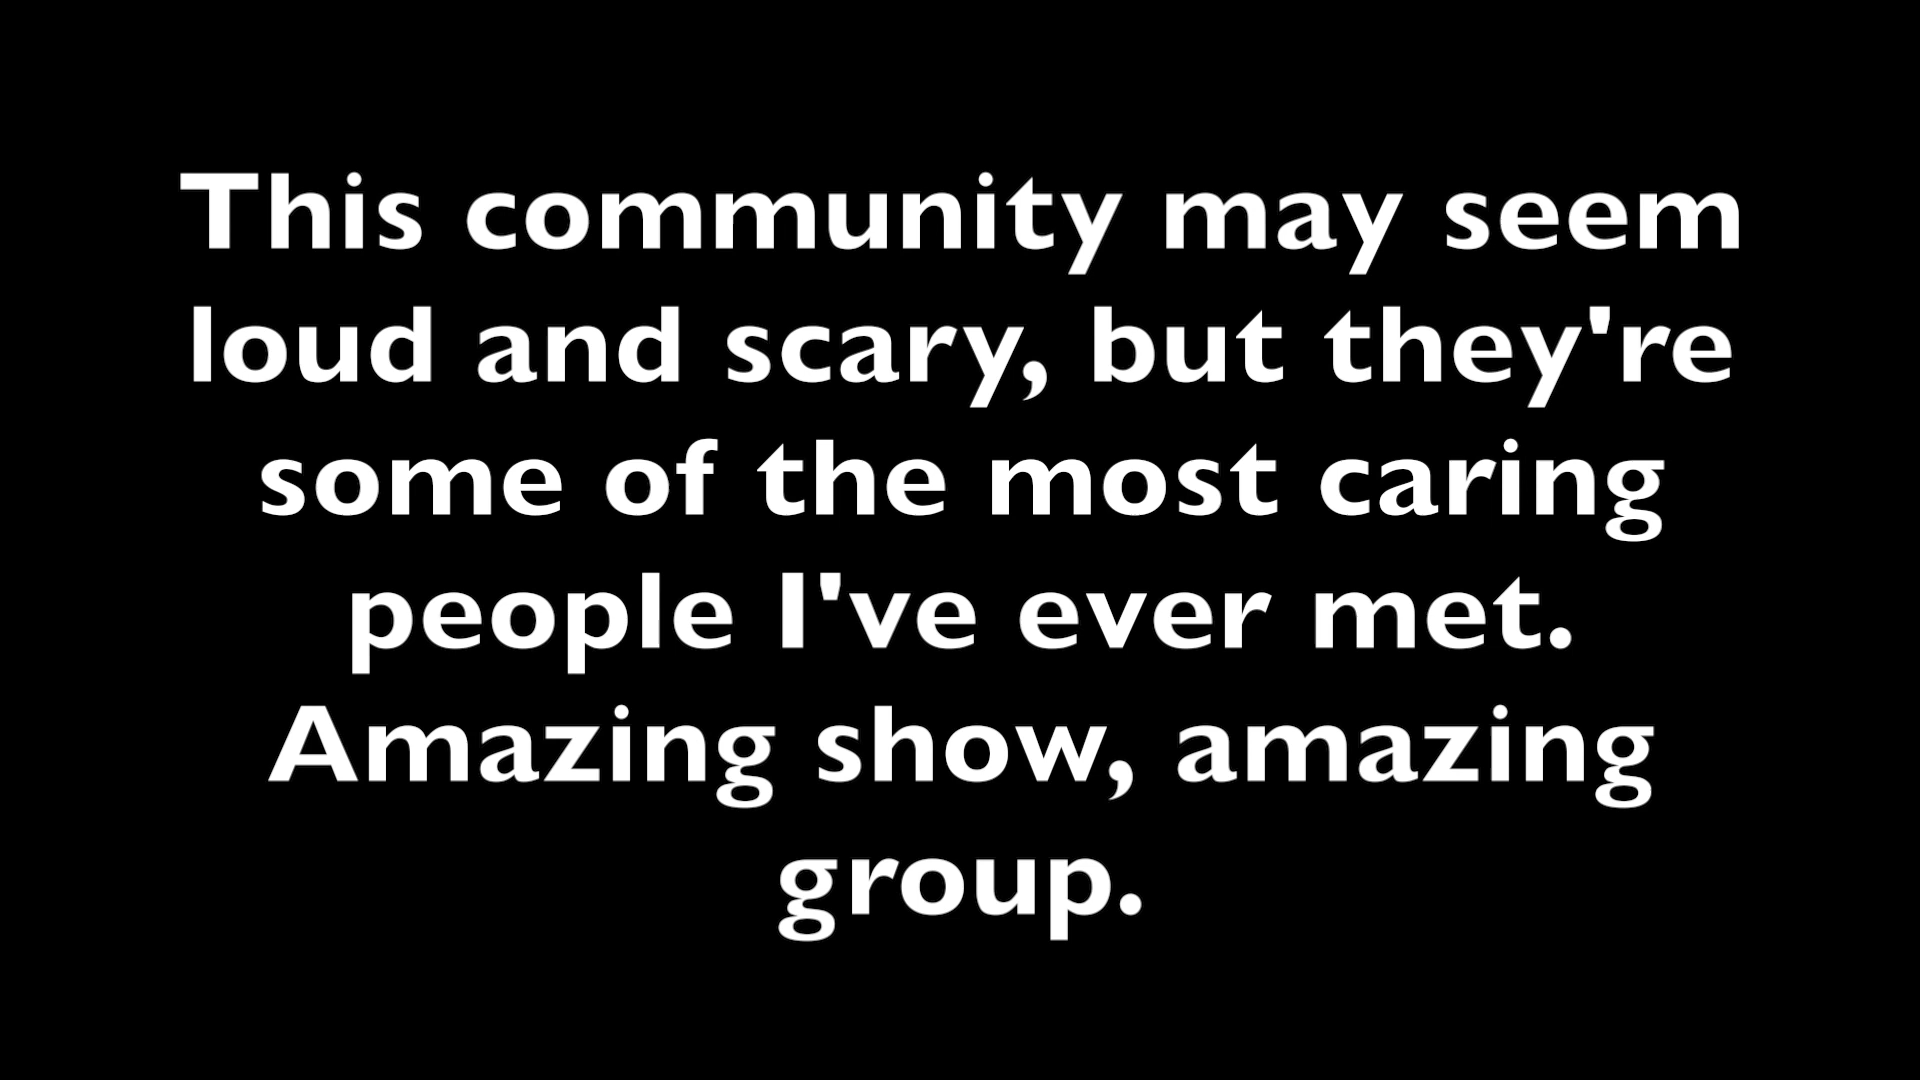 This community may seem
loud and scary, but they're
some of the most caring
people I've ever met.
Amazing show, amazing
group.